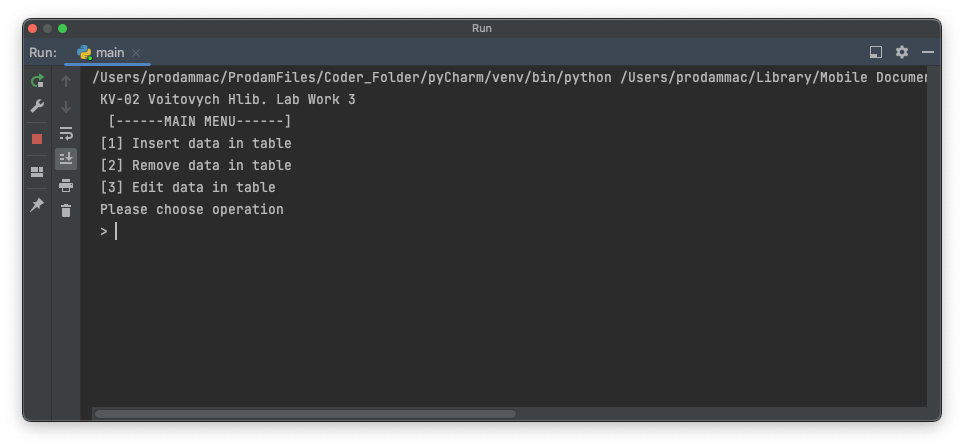 Run
Run: main
/Users/prodammac/ProdamFiles/Coder_Folder/pyCharm/venv/bin/python /Users/prodammac/Library/Mobile Documen
KV-02 Voitovych Hlib. Lab Work 3
[------MAIN MENU------]
[1] Insert data in table
[2] Remove data in table
[3] Edit data in table
Please choose operation
>